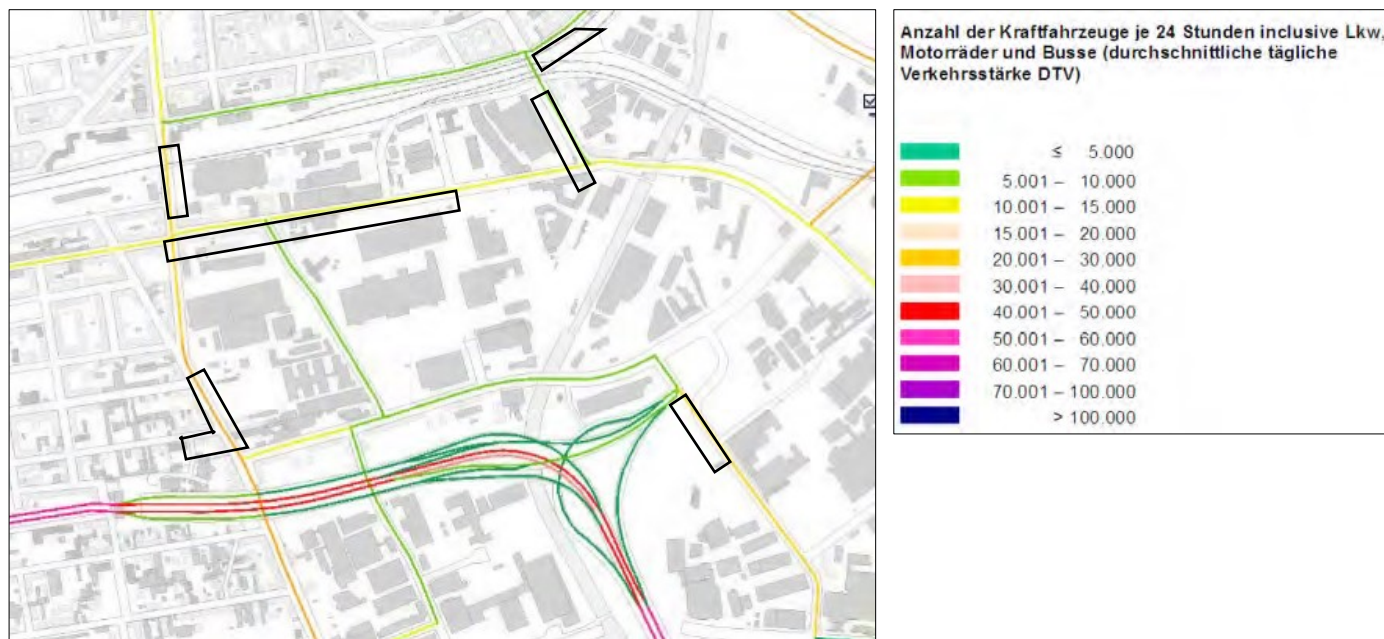 Anzahl der Kraftfahrzeuge je 24 Stunden inclusive Lkw,
Motorräder und Busse (durchschnittliche tägliche
Verkehrsstärke DTV)
≤ 5.000
5.001 – 10.000
10.001 – 15.000
15.001 – 20.000
20.001 – 30.000
30.001 – 40.000
40.001 – 50.000
50.001 – 60.000
60.001 – 70.000
70.001 – 100.000
> 100.000